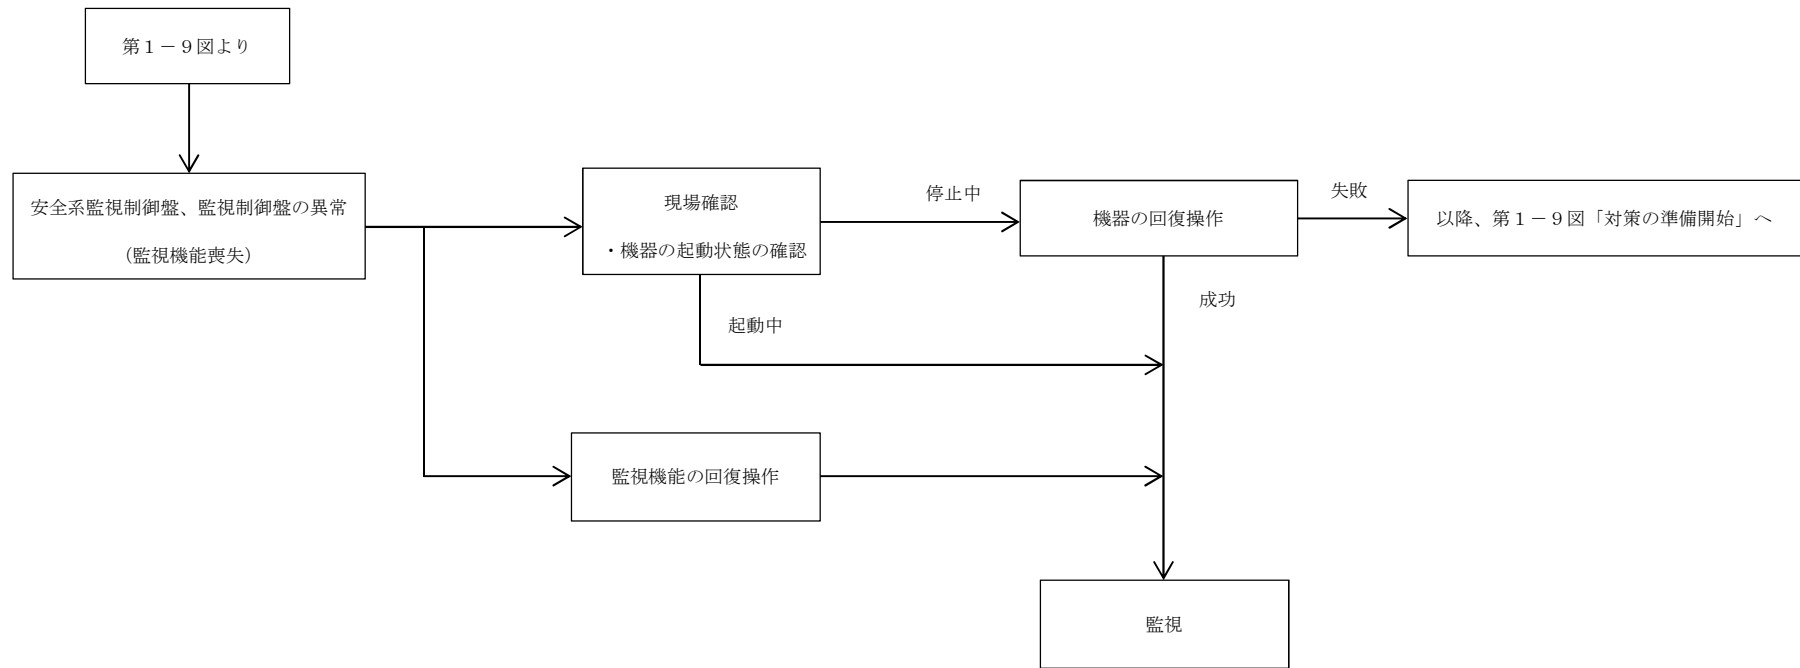 第１－９図より
安全系監視制御盤、監視制御盤の異常
（監視機能喪失）
現場確認
・機器の起動状態の確認
停止中
機器の回復操作
失敗
以降、第１－９図「対策の準備開始」へ
成功
起動中
監視機能の回復操作
監視